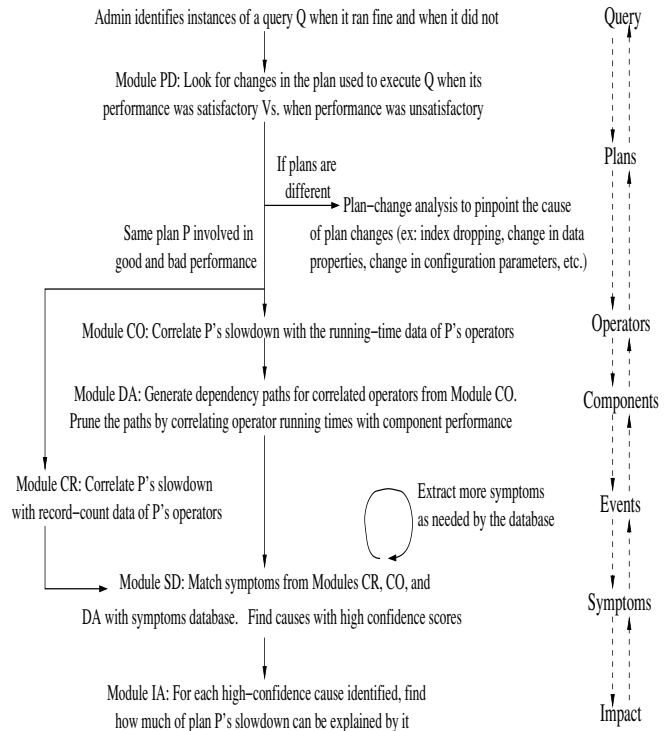 Admin identifies instances of a query Q when it ran fine and when it did not
Query
Module PD: Look for changes in the plan used to execute Q when its
performance was satisfactory Vs. when performance was unsatisfactory
Plans
If plans are
different
Plan-change analysis to pinpoint the cause
of plan changes (ex: index dropping, change in data
properties, change in configuration parameters, etc.)
Same plan P involved in
good and bad performance
Operators
Module CO: Correlate P's slowdown with the running-time data of P's operators
Module DA: Generate dependency paths for correlated operators from Module CO.
Prune the paths by correlating operator running times with component performance
Components
Module CR: Correlate P's slowdown
with record-count data of P's operators
Extract more symptoms
as needed by the database
Events
Module SD: Match symptoms from Modules CR, CO, and
DA with symptoms database. Find causes with high confidence scores
Symptoms
Module IA: For each high-confidence cause identified, find
how much of plan P's slowdown can be explained by it
Impact